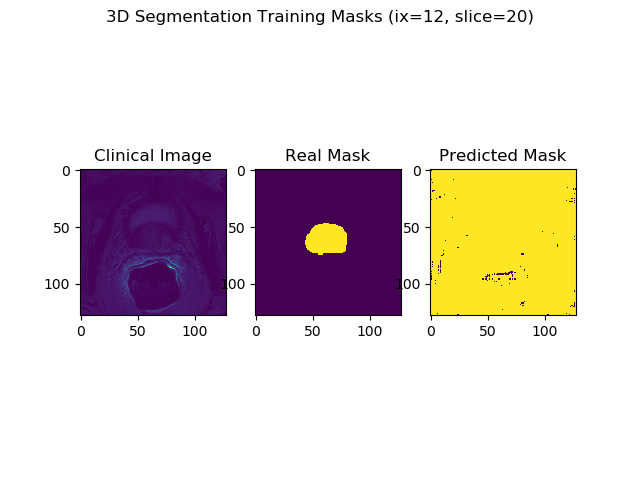 3D Segmentation Training Masks (ix=12, slice=20)
Clinical Image Real Mask Predicted Mask
0 0 0
50 50 50
100 100 100
0 50 100 0 50 100 0 50 100